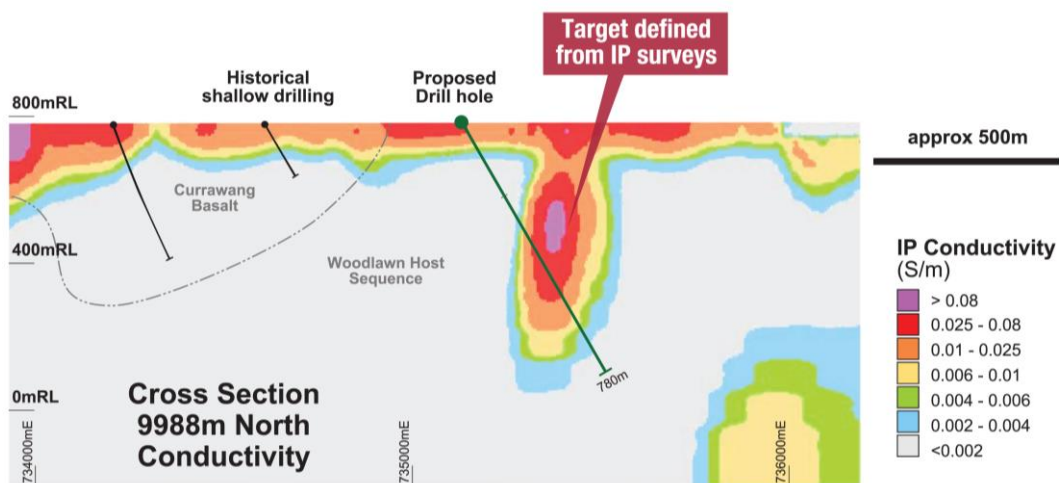 Target defined
from IP surveys
Historical
shallow drilling
Proposed
Drill hole
800mRL
approx 500m
Currawang
Basalt
400mRL
Woodlawn Host
Sequence
IP Conductivity
(S/m)
> 0.08
0.025 - 0.08
0.01 - 0.025
0.006 - 0.01
0.004 - 0.006
0.002 - 0.004
<0.002
780m
0mRL
Cross Section
9988m North
Conductivity
734000mE
735000mE
736000mE